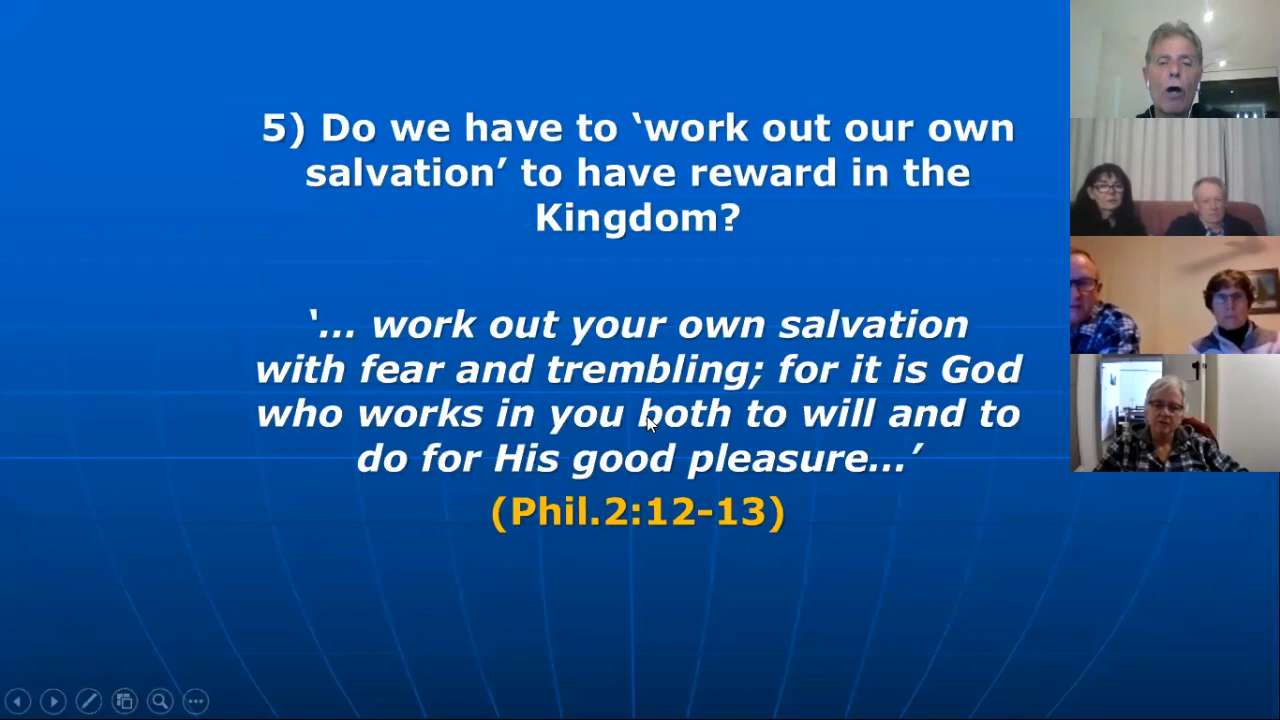 5) Do we have to ‘work out our own
salvation’ to have reward in the
Kingdom?
‘... work out your own salvation
with fear and trembling; for it is God
who works in you both to will and to
do for His good pleasure...’
(Phil.2:12-13)